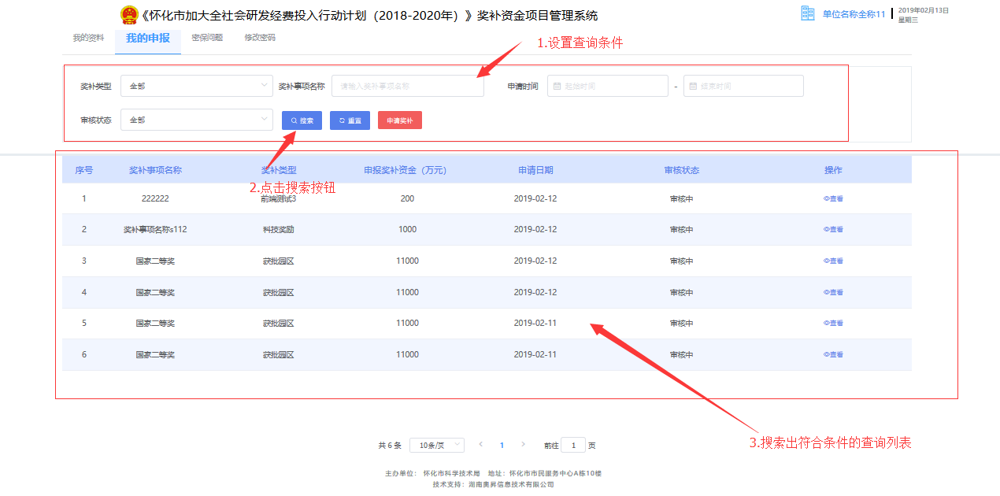 《怀化市加大全社会研发经费投入行动计划（2018-2020年）》奖补资金项目管理系统
单位名称全称11
2019年02月13日
星期三
我的资料 我的申报 密保问题 修改密码
1.设置查询条件
奖补类型 全部 奖补事项名称 请输入奖补事项名称 申请时间 起始时间 - 结束时间
审核状态 全部 搜索 重置 申请奖补
序号 奖补事项名称 奖补类型 申报奖补资金（万元） 申请日期 审核状态 操作
2.点击搜索按钮
1 222222 前端测试3 200 2019-02-12 审核中 查看
2 奖补事项名称s112 科技奖励 1000 2019-02-12 审核中 查看
3 国家二等奖 获批园区 11000 2019-02-12 审核中 查看
4 国家二等奖 获批园区 11000 2019-02-12 审核中 查看
5 国家二等奖 获批园区 11000 2019-02-11 审核中 查看
6 国家二等奖 获批园区 11000 2019-02-11 审核中 查看
3.搜索出符合条件的查询列表
共 6 条 10条/页 1 前往 1 页
主办单位： 怀化市科学技术局 地址：怀化市市民服务中心A栋10楼
技术支持：湖南奥昇信息技术有限公司